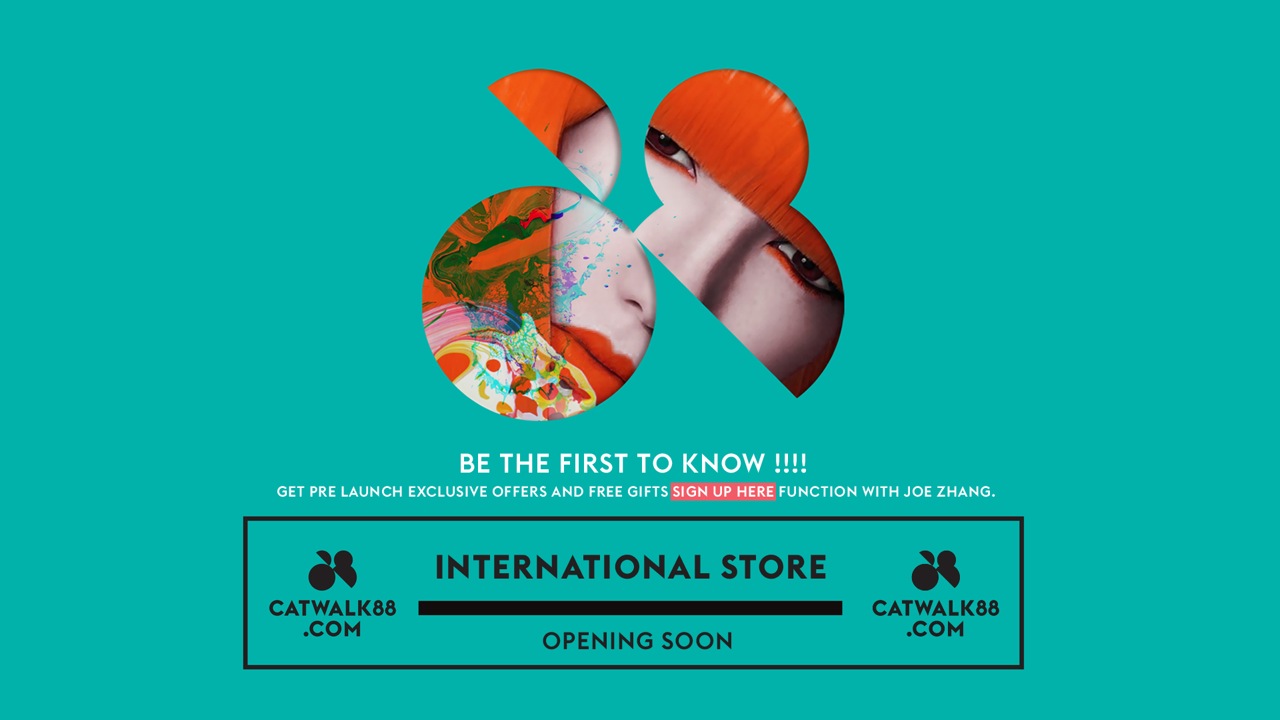 BE THE FIRST TO KNOW !!!!
GET PRE LAUNCH EXCLUSIVE OFFERS AND FREE GIFTS SIGN UP HERE FUNCTION WITH JOE ZHANG.
CATWALK88
.COM
INTERNATIONAL STORE
OPENING SOON
CATWALK88
.COM